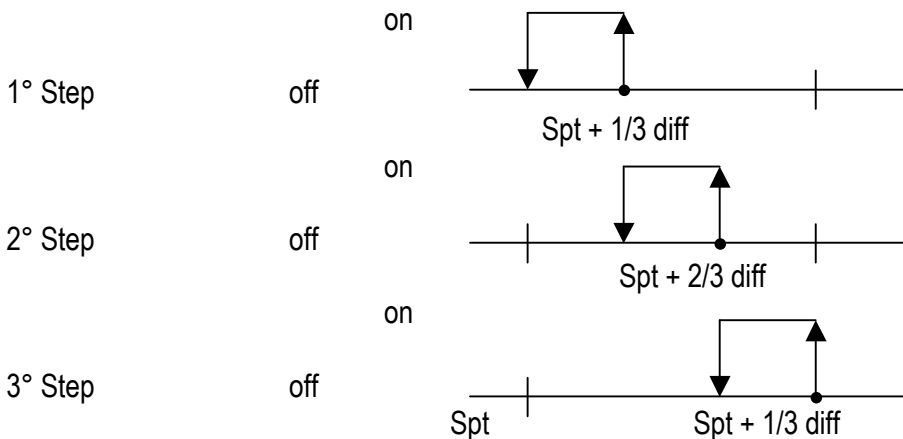 on
1° Step off
Spt + 1/3 diff
on
2° Step off
Spt + 2/3 diff
on
3° Step off
Spt Spt + 1/3 diff